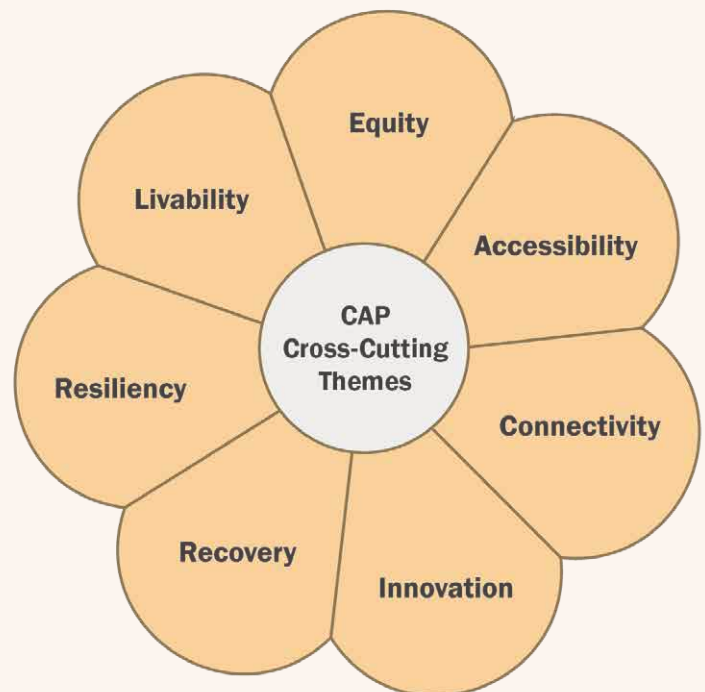 Equity
Accessibility
Connectivity
Innovation
Recovery
Resiliency
Livability
CAP
Cross-Cutting
Themes